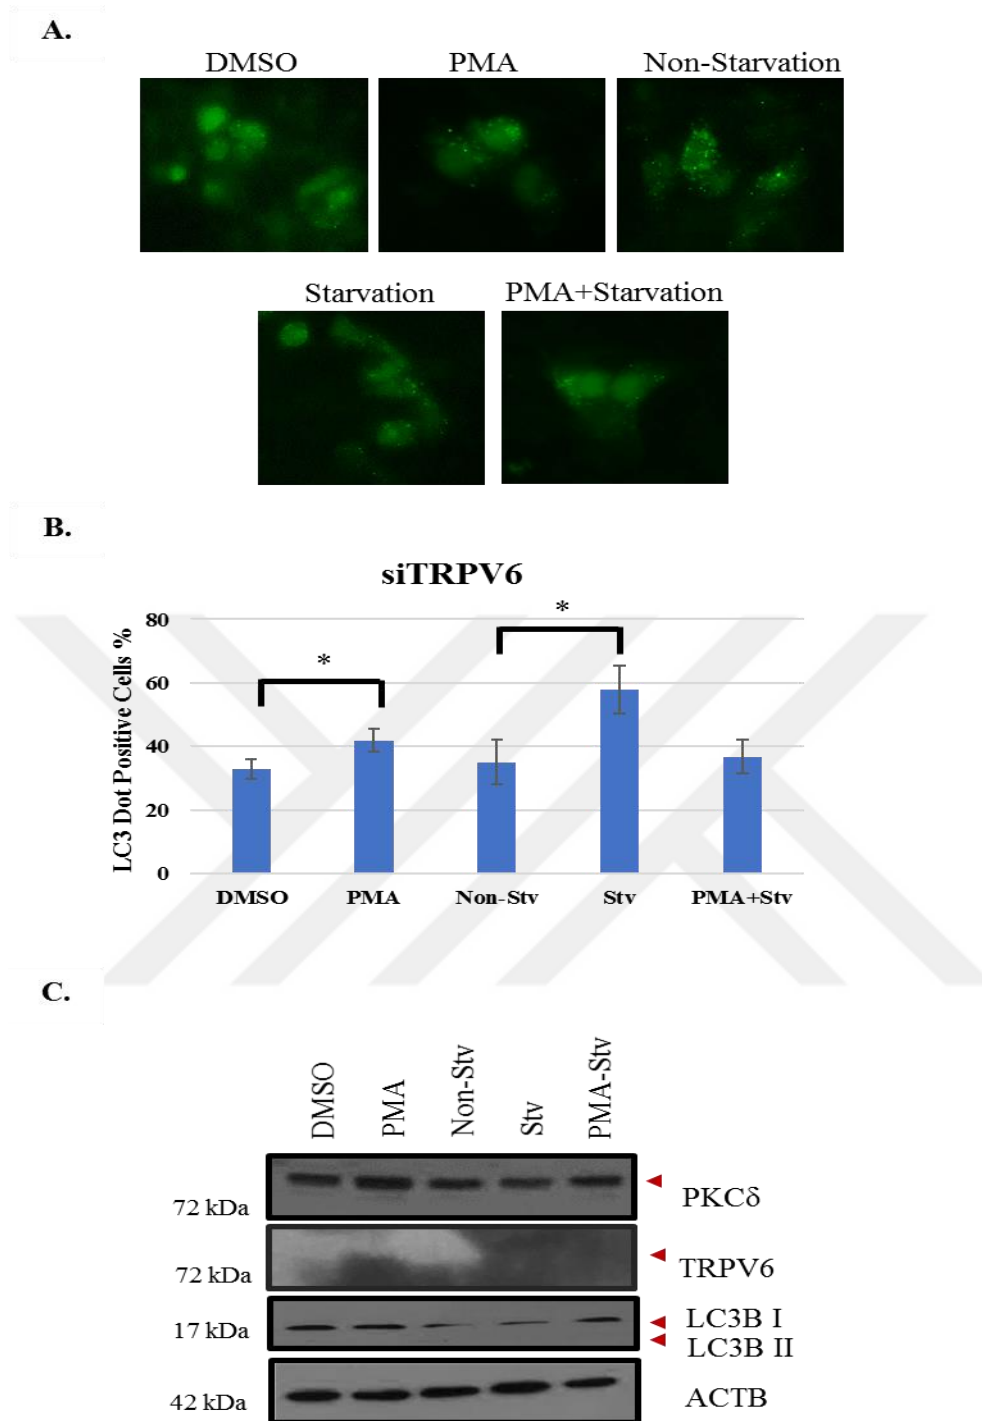 A.
DMSO PMA Non-Starvation
Starvation PMA+Starvation
B.
siTRPV6
*
*
LC3 Dot Positive Cells %
80
60
40
20
0
DMSO PMA Non-Stv Stv PMA+Stv
C.
DMSO PMA Non-Stv Stv PMA-Stv
72 kDa PKCδ
72 kDa TRPV6
17 kDa LC3B I
LC3B II
42 kDa ACTB